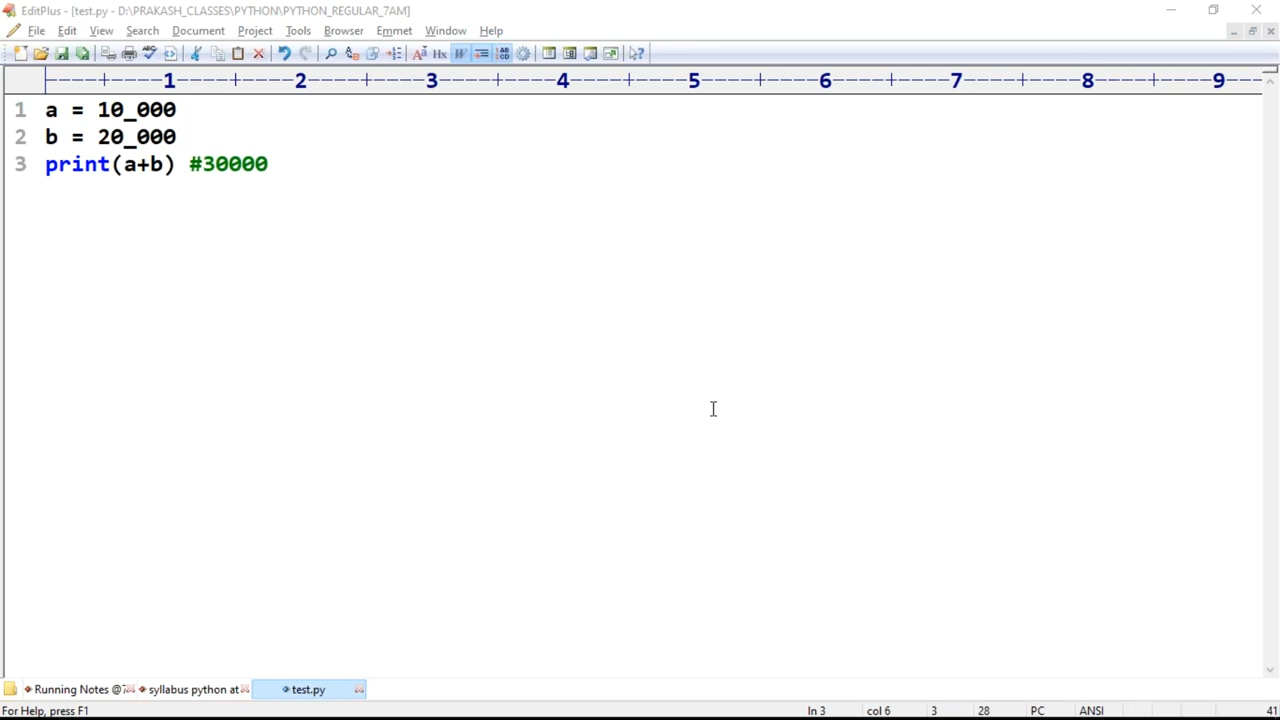 EditPlus - [test.py - D:\PRAKASH_CLASSES\PYTHON\PYTHON_REGULAR_7AM]
File Edit View Search Document Project Tools Browser Emmet Window Help
----+----1----+----2----+----3----+----4----+----5----+----6----+----7----+----8----+----9----
1 a = 10_000
2 b = 20_000
3 print(a+b) #30000
Running Notes @7 syllabus python at test.py
For Help, press F1 ln 3 col 6 3 28 PC ANSI 41